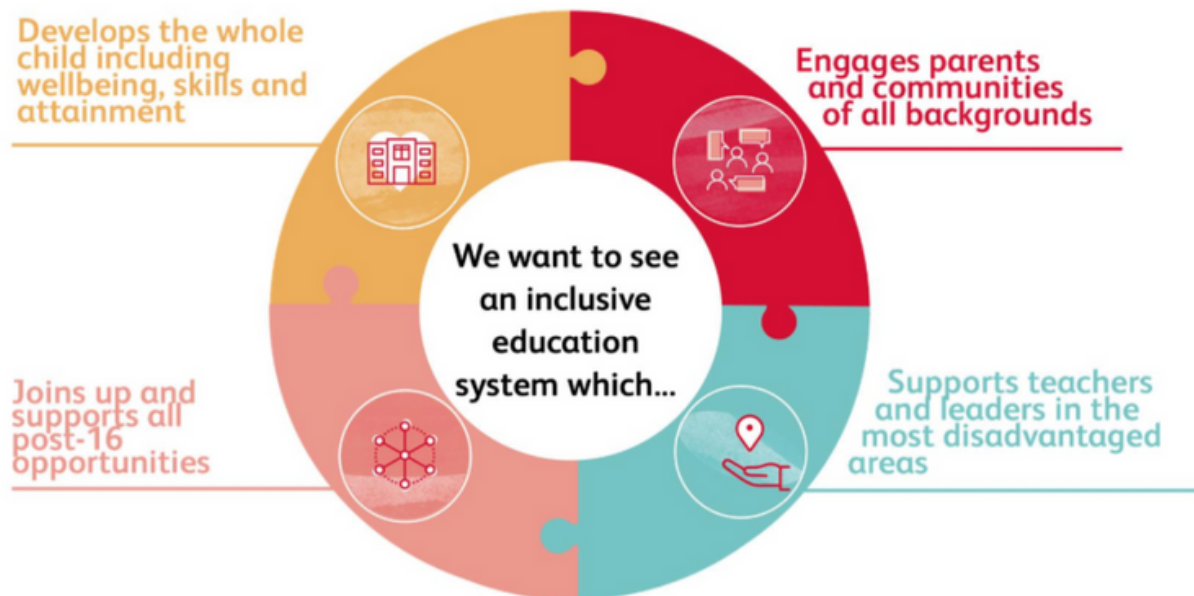 Develops the whole
child including
wellbeing, skills and
attainment
Engages parents
and communities
of all backgrounds
We want to see
an inclusive
education
system which...
Joins up and
supports all
post-16
opportunities
Supports teachers
and leaders in the
most disadvantaged
areas